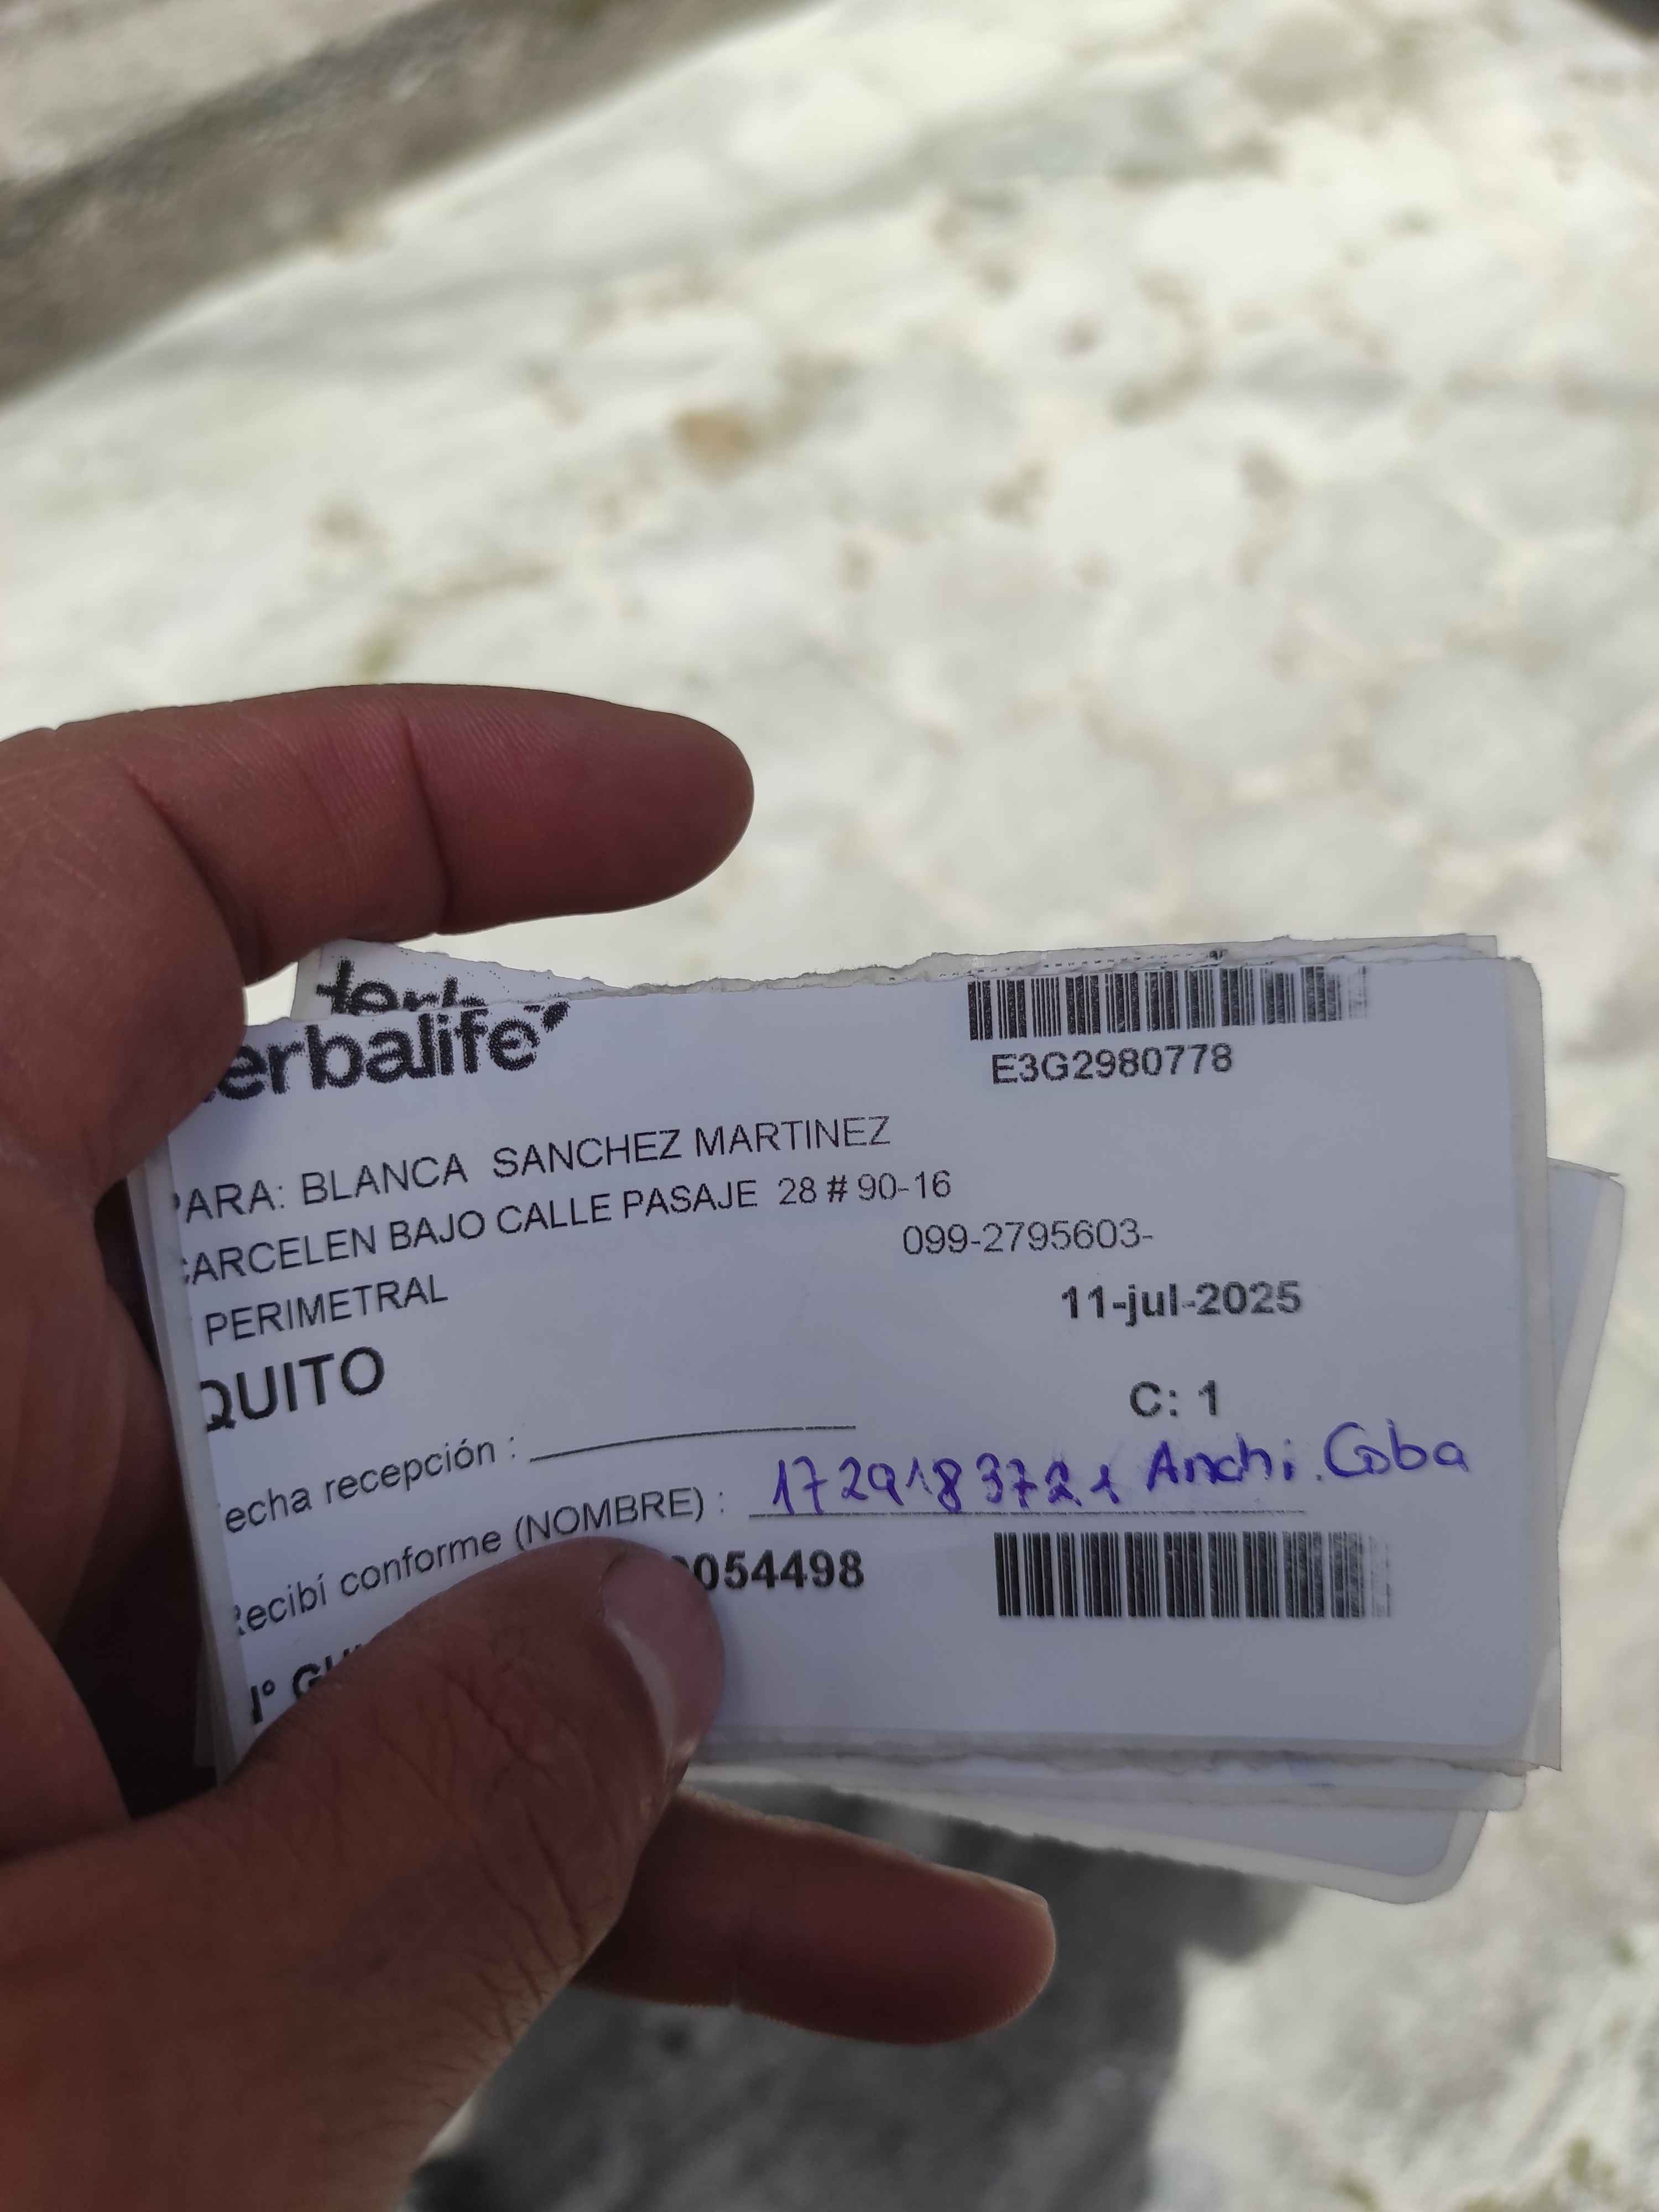 erbalife
E3G2980778
PARA: BLANCA SANCHEZ MARTINEZ
CARCELEN BAJO CALLE PASAJE 28 # 90-16
099-2795603-
PERIMETRAL
11-jul-2025
QUITO
C: 1
echa recepción :
Recibí conforme (NOMBRE) : 1729183721 Anchi. Coba
054498